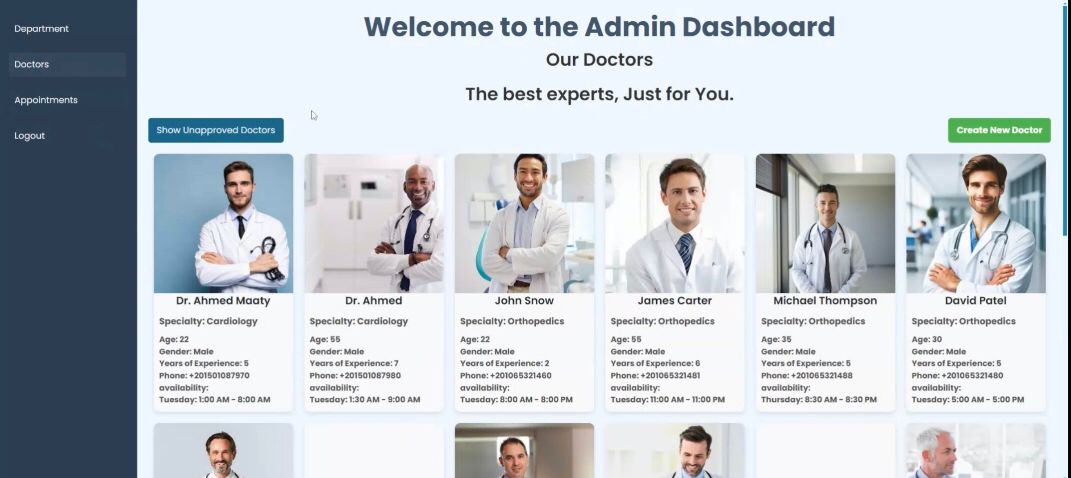 Department
Doctors
Appointments
Logout
Welcome to the Admin Dashboard
Our Doctors
The best experts, Just for You.
Show Unapproved Doctors
Create New Doctor
Dr. Ahmed Maaty
Specialty: Cardiology
Age: 22
Gender: Male
Years of Experience: 5
Phone: +201501087970
availability:
Tuesday: 1:00 AM - 8:00 AM
Dr. Ahmed
Specialty: Cardiology
Age: 55
Gender: Male
Years of Experience: 7
Phone: +201501087980
availability:
Tuesday: 1:30 AM - 9:00 AM
John Snow
Specialty: Orthopedics
Age: 22
Gender: Male
Years of Experience: 2
Phone: +201065321460
availability:
Tuesday: 8:00 AM - 8:00 PM
James Carter
Specialty: Orthopedics
Age: 55
Gender: Male
Years of Experience: 6
Phone: +201065321481
availability:
Tuesday: 11:00 AM - 11:00 PM
Michael Thompson
Specialty: Orthopedics
Age: 35
Gender: Male
Years of Experience: 5
Phone: +201065321488
availability:
Thursday: 8:30 AM - 8:30 PM
David Patel
Specialty: Orthopedics
Age: 30
Gender: Male
Years of Experience: 5
Phone: +201065321480
availability:
Tuesday: 5:00 AM - 5:00 PM